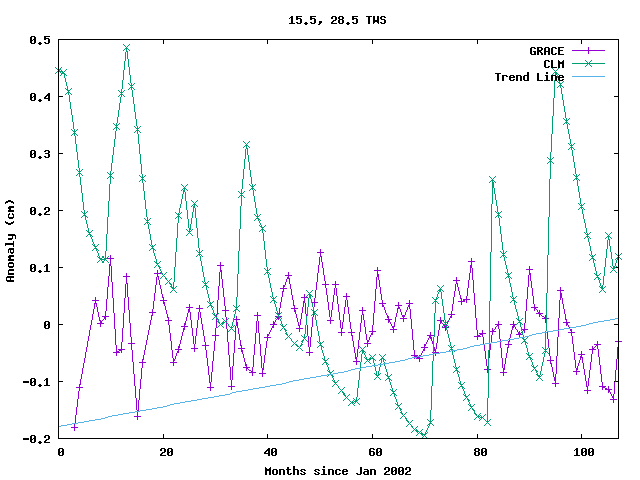 15.5, 28.5 TWS
GRACE
CLM
Trend Line
0.5
0.4
0.3
0.2
0.1
0
-0.1
-0.2
Anomaly (cm)
0 20 40 60 80 100
Months since Jan 2002